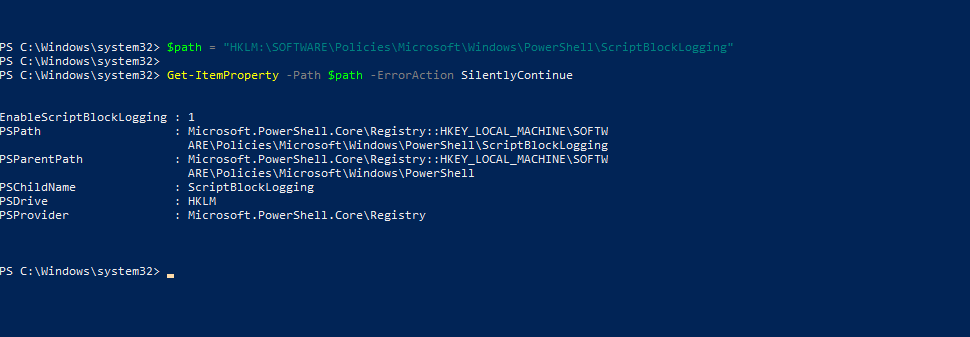 PS C:\Windows\system32> $path = "HKLM:\SOFTWARE\Policies\Microsoft\Windows\PowerShell\ScriptBlockLogging"
PS C:\Windows\system32>
PS C:\Windows\system32> Get-ItemProperty -Path $path -ErrorAction SilentlyContinue
EnableScriptBlockLogging : 1
PSPath                   : Microsoft.PowerShell.Core\Registry::HKEY_LOCAL_MACHINE\SOFTW
                           ARE\Policies\Microsoft\Windows\PowerShell\ScriptBlockLogging
PSParentPath             : Microsoft.PowerShell.Core\Registry::HKEY_LOCAL_MACHINE\SOFTW
                           ARE\Policies\Microsoft\Windows\PowerShell
PSChildName              : ScriptBlockLogging
PSDrive                  : HKLM
PSProvider               : Microsoft.PowerShell.Core\Registry
PS C:\Windows\system32>